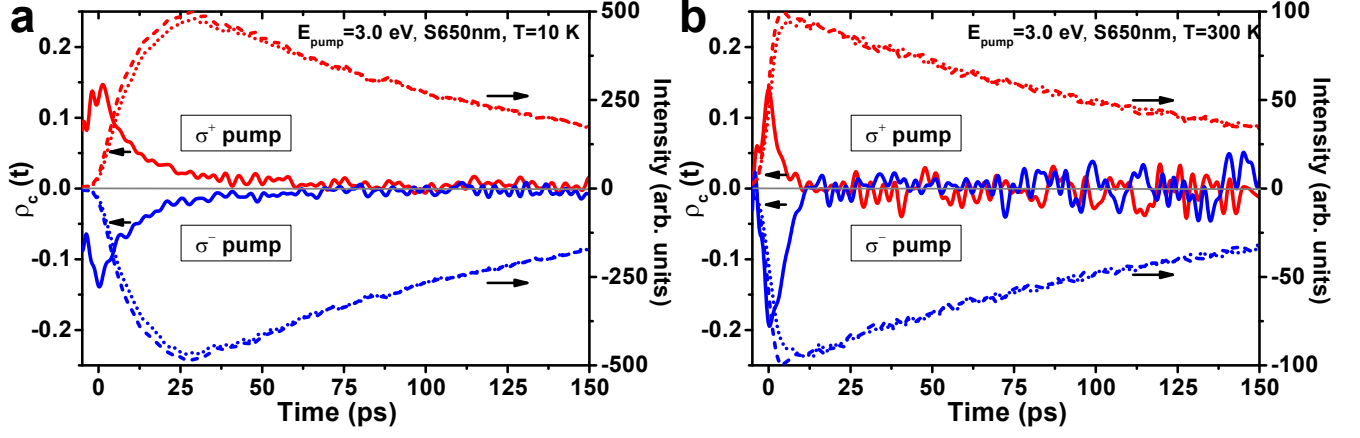 a
E_pump=3.0 eV, S650nm, T=10 K
σ⁺ pump
σ⁻ pump
0.2
0.1
0.0
-0.1
-0.2
ρ_c(t)
500
250
0
-250
-500
Intensity (arb. units)
0 25 50 75 100 125 150
Time (ps)
b
E_pump=3.0 eV, S650nm, T=300 K
σ⁺ pump
σ⁻ pump
0.2
0.1
0.0
-0.1
-0.2
ρ_c(t)
100
50
0
-50
-100
Intensity (arb. units)
0 25 50 75 100 125 150
Time (ps)